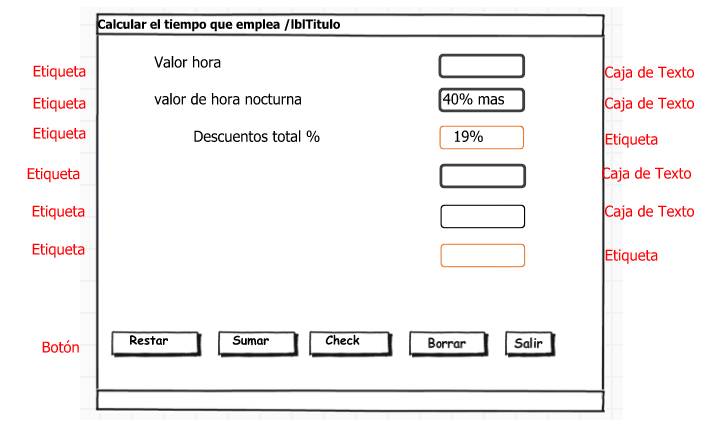 Calcular el tiempo que emplea /lblTitulo
Etiqueta Valor hora Caja de Texto
Etiqueta valor de hora nocturna 40% mas Caja de Texto
Etiqueta Descuentos total % 19% Etiqueta
Etiqueta Caja de Texto
Etiqueta Caja de Texto
Etiqueta Etiqueta
Botón Restar Sumar Check Borrar Salir